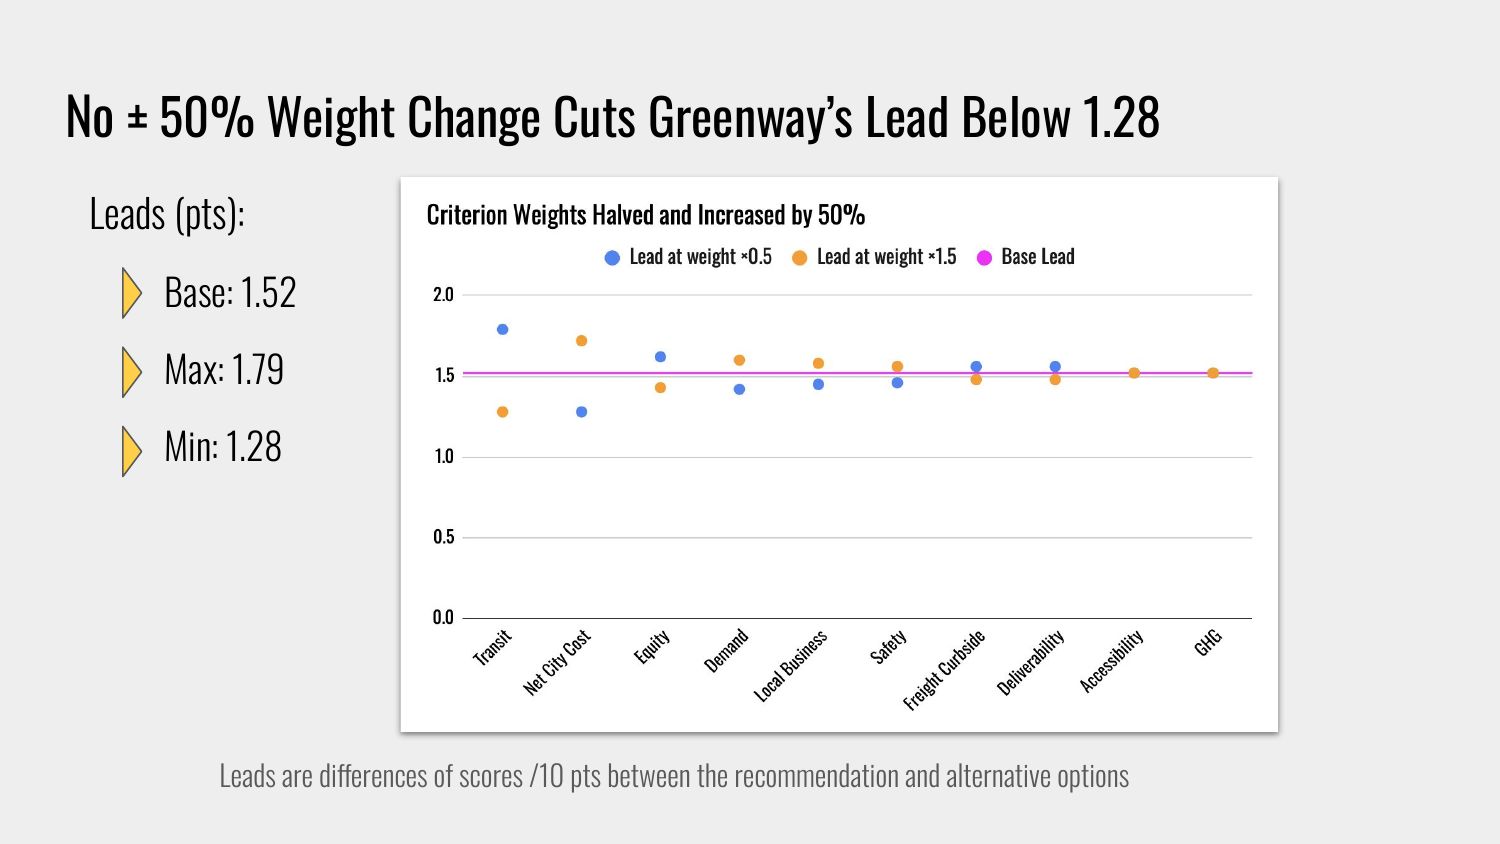 No ± 50% Weight Change Cuts Greenway’s Lead Below 1.28
Leads (pts):
Base: 1.52
Max: 1.79
Min: 1.28
Criterion Weights Halved and Increased by 50%
Lead at weight ×0.5 Lead at weight ×1.5 Base Lead
2.0
1.5
1.0
0.5
0.0
Transit
Net City Cost
Equity
Demand
Local Business
Safety
Freight Curbside
Deliverability
Accessibility
GHG
Leads are differences of scores /10 pts between the recommendation and alternative options